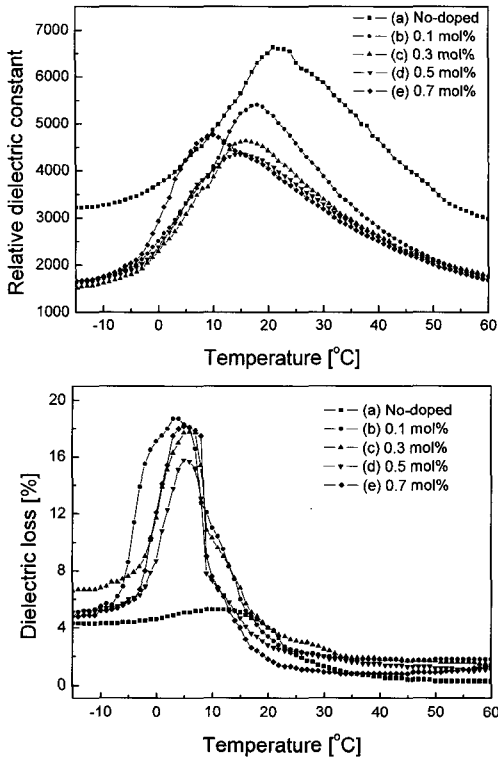 7000
6000
5000
4000
3000
2000
1000
Relative dielectric constant
(a) No-doped
(b) 0.1 mol%
(c) 0.3 mol%
(d) 0.5 mol%
(e) 0.7 mol%
-10 0 10 20 30 40 50 60
Temperature [°C]
20
16
12
8
4
0
Dielectric loss [%]
(a) No-doped
(b) 0.1 mol%
(c) 0.3 mol%
(d) 0.5 mol%
(e) 0.7 mol%
-10 0 10 20 30 40 50 60
Temperature [°C]